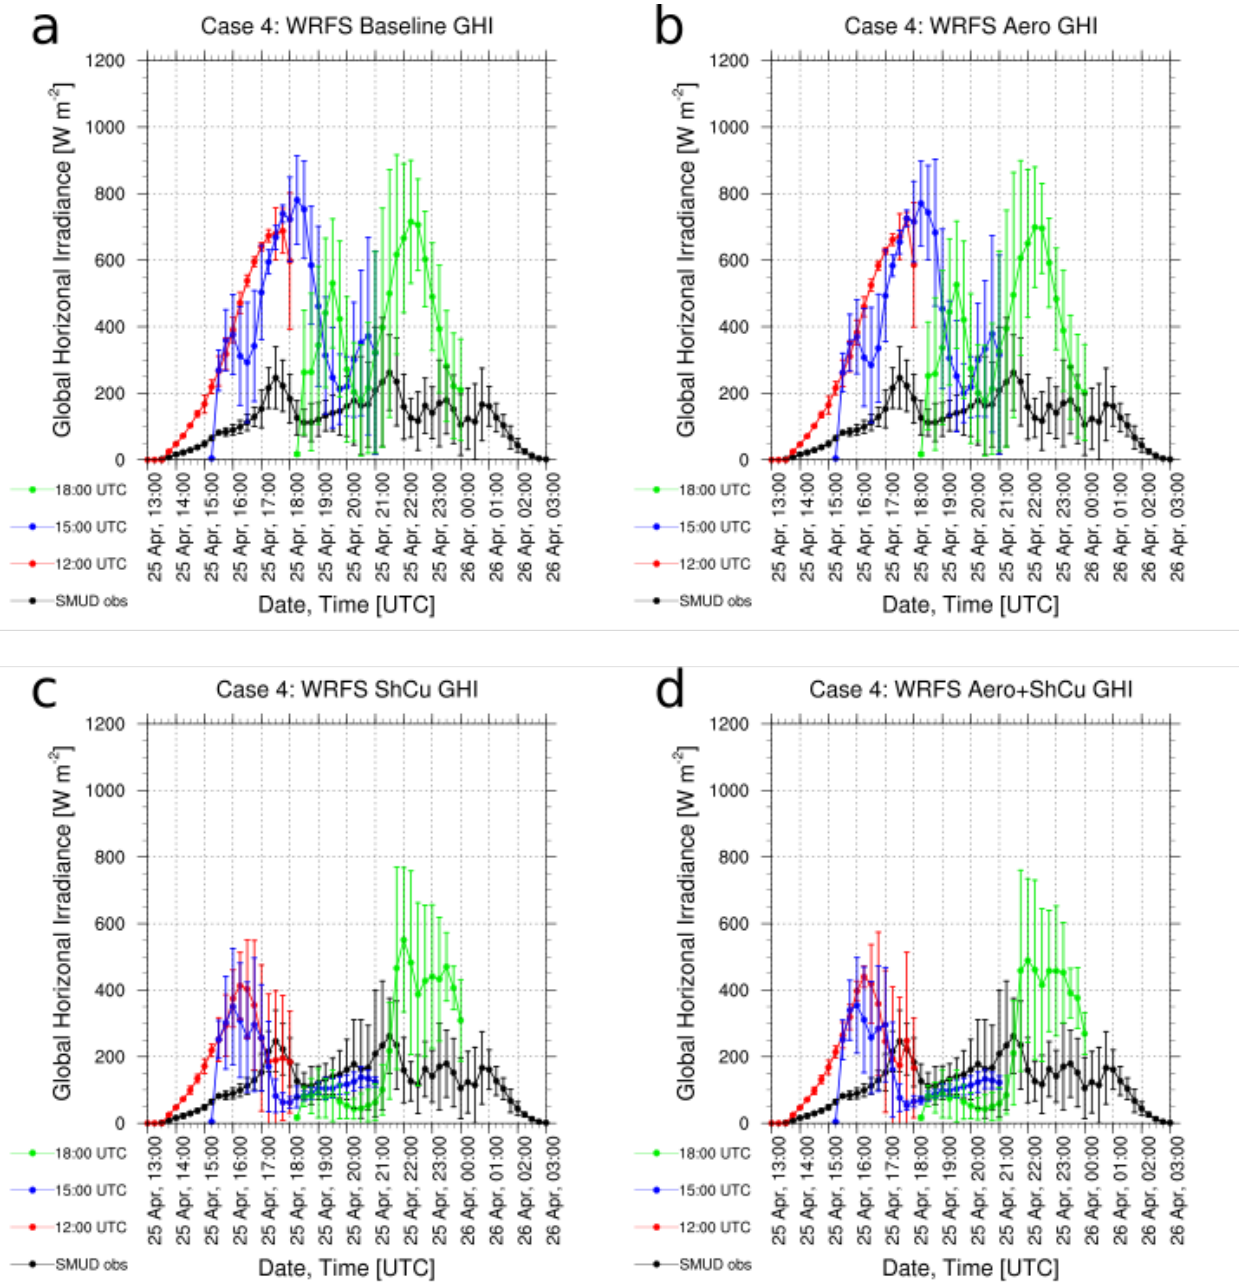 a
Case 4: WRFS Baseline GHI
Global Horizonal Irradiance [W m⁻²]
1200
1000
800
600
400
200
0
25 Apr, 13:00
25 Apr, 14:00
25 Apr, 15:00
25 Apr, 16:00
25 Apr, 17:00
25 Apr, 18:00
25 Apr, 19:00
25 Apr, 20:00
25 Apr, 21:00
25 Apr, 22:00
25 Apr, 23:00
26 Apr, 00:00
26 Apr, 01:00
26 Apr, 02:00
26 Apr, 03:00
18:00 UTC
15:00 UTC
12:00 UTC
SMUD obs
Date, Time [UTC]
b
Case 4: WRFS Aero GHI
Global Horizonal Irradiance [W m⁻²]
1200
1000
800
600
400
200
0
25 Apr, 13:00
25 Apr, 14:00
25 Apr, 15:00
25 Apr, 16:00
25 Apr, 17:00
25 Apr, 18:00
25 Apr, 19:00
25 Apr, 20:00
25 Apr, 21:00
25 Apr, 22:00
25 Apr, 23:00
26 Apr, 00:00
26 Apr, 01:00
26 Apr, 02:00
26 Apr, 03:00
18:00 UTC
15:00 UTC
12:00 UTC
SMUD obs
Date, Time [UTC]
c
Case 4: WRFS ShCu GHI
Global Horizonal Irradiance [W m⁻²]
1200
1000
800
600
400
200
0
25 Apr, 13:00
25 Apr, 14:00
25 Apr, 15:00
25 Apr, 16:00
25 Apr, 17:00
25 Apr, 18:00
25 Apr, 19:00
25 Apr, 20:00
25 Apr, 21:00
25 Apr, 22:00
25 Apr, 23:00
26 Apr, 00:00
26 Apr, 01:00
26 Apr, 02:00
26 Apr, 03:00
18:00 UTC
15:00 UTC
12:00 UTC
SMUD obs
Date, Time [UTC]
d
Case 4: WRFS Aero+ShCu GHI
Global Horizonal Irradiance [W m⁻²]
1200
1000
800
600
400
200
0
25 Apr, 13:00
25 Apr, 14:00
25 Apr, 15:00
25 Apr, 16:00
25 Apr, 17:00
25 Apr, 18:00
25 Apr, 19:00
25 Apr, 20:00
25 Apr, 21:00
25 Apr, 22:00
25 Apr, 23:00
26 Apr, 00:00
26 Apr, 01:00
26 Apr, 02:00
26 Apr, 03:00
18:00 UTC
15:00 UTC
12:00 UTC
SMUD obs
Date, Time [UTC]